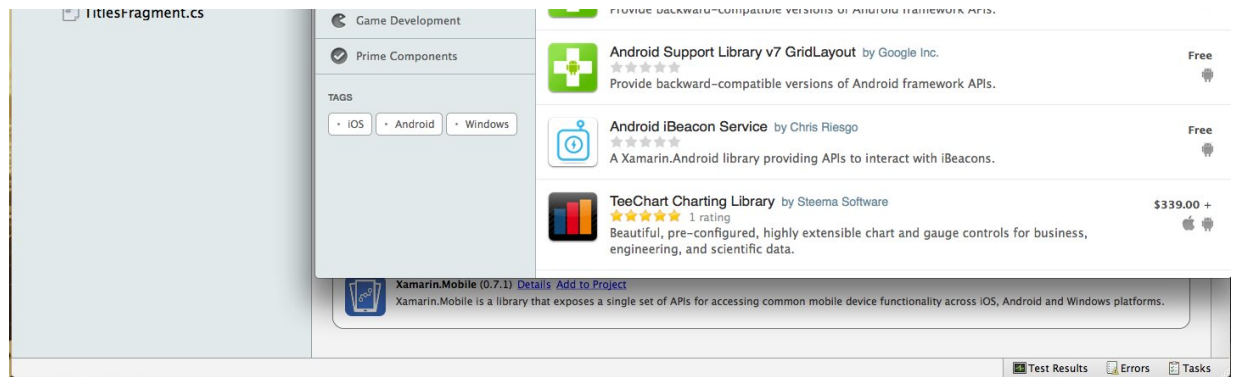 TitlesFragment.cs
Game Development
Prime Components
TAGS
iOS
Android
Windows
Provide backward-compatible versions of Android framework APIs.
Android Support Library v7 GridLayout by Google Inc.
Free
Provide backward-compatible versions of Android framework APIs.
Android iBeacon Service by Chris Riesgo
Free
A Xamarin.Android library providing APIs to interact with iBeacons.
TeeChart Charting Library by Steema Software
$339.00 +
1 rating
Beautiful, pre-configured, highly extensible chart and gauge controls for business,
engineering, and scientific data.
Xamarin.Mobile (0.7.1) Details Add to Project
Xamarin.Mobile is a library that exposes a single set of APIs for accessing common mobile device functionality across iOS, Android and Windows platforms.
Test Results Errors Tasks